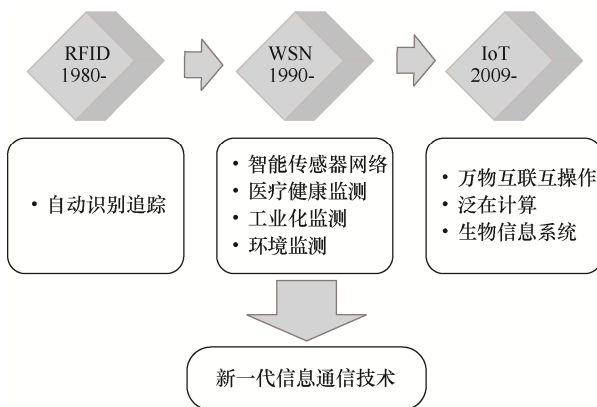 RFID
1980-
WSN
1990-
IoT
2009-
• 自动识别追踪
• 智能传感器网络
• 医疗健康监测
• 工业化监测
• 环境监测
• 万物互联互操作
• 泛在计算
• 生物信息系统
新一代信息通信技术